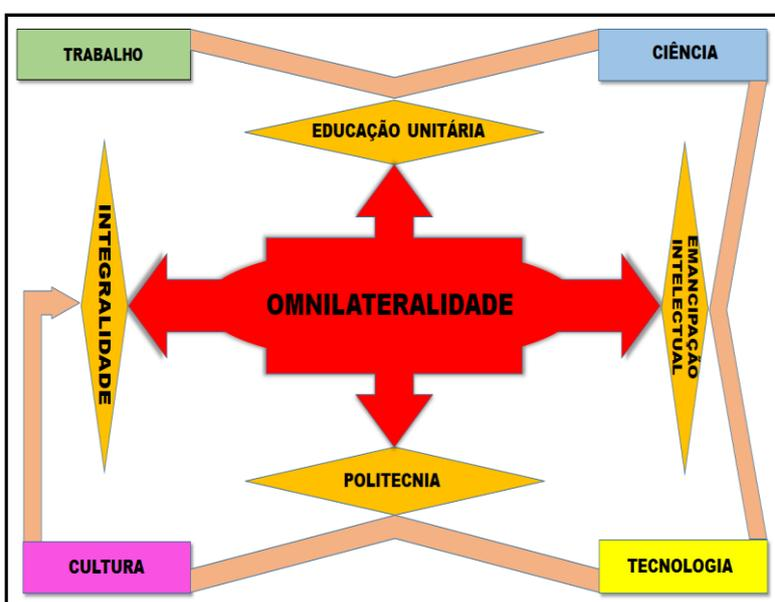 TRABALHO
CIÊNCIA
EDUCAÇÃO UNITÁRIA
INTEGRALIDADE
OMNILATERALIDADE
EMANCIPAÇÃO
INTELECTUAL
POLITECNIA
CULTURA
TECNOLOGIA